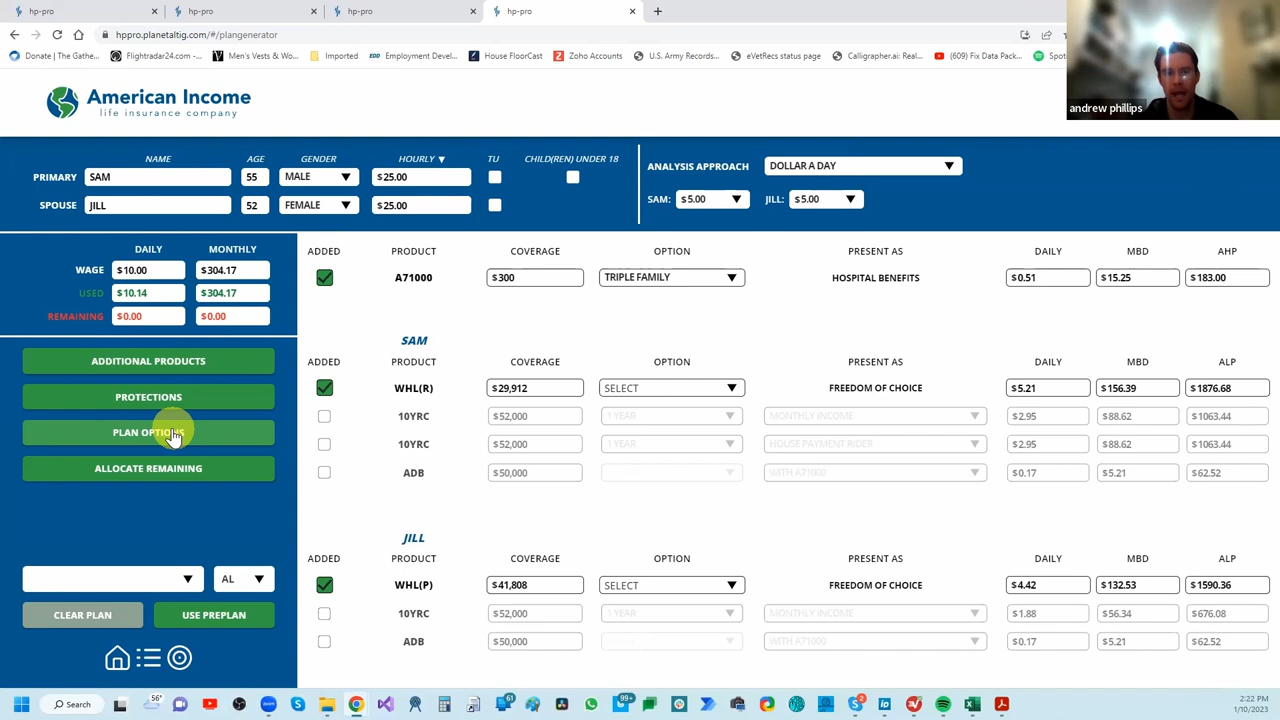 hp-pro
hp-pro
hp-pro
hp-pro
hppro.planetaltig.com/#/plangenerator
Donate | The Gathe...
Flightradar24.com -...
Men's Vests & Wom...
Imported
EDD Employment Devel...
House FloorCast
Zoho Accounts
U.S. Army Records...
eVetRecs status page
Calligrapher.ai: Real...
(609) Fix Data Pack...
Spot
andrew phillips
American Income
life insurance company
NAME AGE GENDER HOURLY ▼ TU CHILD(REN) UNDER 18
PRIMARY SAM 55 MALE $25.00
SPOUSE JILL 52 FEMALE $25.00
ANALYSIS APPROACH DOLLAR A DAY
SAM: $5.00 JILL: $5.00
DAILY MONTHLY
WAGE $10.00 $304.17
USED $10.14 $304.17
REMAINING $0.00 $0.00
ADDITIONAL PRODUCTS
PROTECTIONS
PLAN OPTIONS
ALLOCATE REMAINING
AL
CLEAR PLAN USE PREPLAN
ADDED PRODUCT COVERAGE OPTION PRESENT AS DAILY MBD AHP
A71000 $300 TRIPLE FAMILY HOSPITAL BENEFITS $0.51 $15.25 $183.00
SAM
ADDED PRODUCT COVERAGE OPTION PRESENT AS DAILY MBD ALP
WHL(R) $29,912 SELECT FREEDOM OF CHOICE $5.21 $156.39 $1876.68
10YRC $52,000 1 YEAR MONTHLY INCOME $2.95 $88.62 $1063.44
10YRC $52,000 1 YEAR HOUSE PAYMENT RIDER $2.95 $88.62 $1063.44
ADB $50,000 WITH A71000 $0.17 $5.21 $62.52
JILL
ADDED PRODUCT COVERAGE OPTION PRESENT AS DAILY MBD ALP
WHL(P) $41,808 SELECT FREEDOM OF CHOICE $4.42 $132.53 $1590.36
10YRC $52,000 1 YEAR MONTHLY INCOME $1.88 $56.34 $676.08
ADB $50,000 WITH A71000 $0.17 $5.21 $62.52
Search
56°
61
99+
2
2:22 PM
1/10/2023